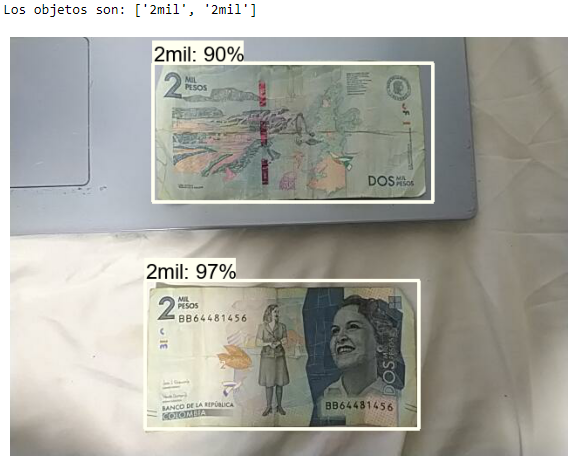 Los objetos son: ['2mil', '2mil']
2mil: 90%
2 MIL
PESOS
DOS MIL
PESOS
2mil: 97%
2 MIL
PESOS
BB64481456
BANCO DE LA REPÚBLICA
COLOMBIA
DOS
BB64481456